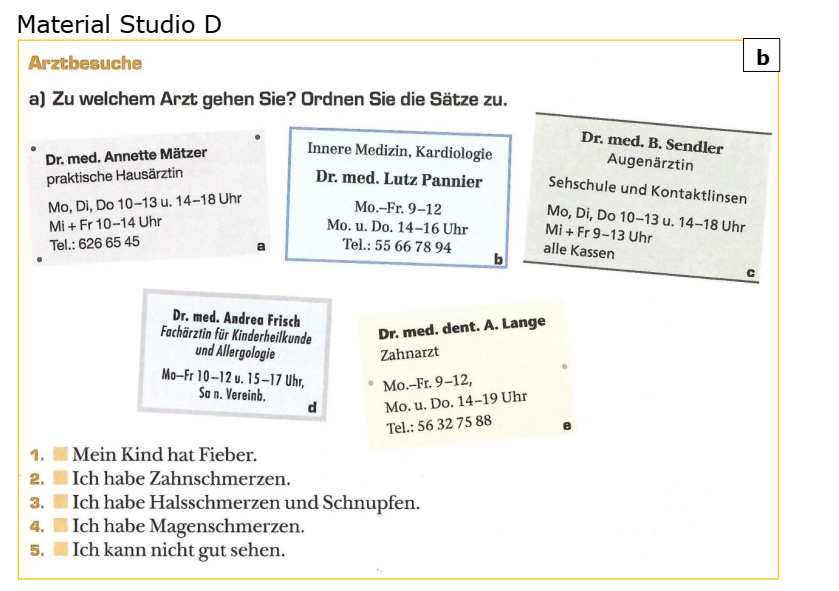 Material Studio D
b
Arztbesuche
a) Zu welchem Arzt gehen Sie? Ordnen Sie die Sätze zu.
Dr. med. Annette Mätzer
praktische Hausärztin
Mo, Di, Do 10–13 u. 14–18 Uhr
Mi + Fr 10–14 Uhr
Tel.: 626 65 45
a
Innere Medizin, Kardiologie
Dr. med. Lutz Pannier
Mo.–Fr. 9–12
Mo. u. Do. 14–16 Uhr
Tel.: 55 66 78 94
b
Dr. med. B. Sendler
Augenärztin
Sehschule und Kontaktlinsen
Mo, Di, Do 10–13 u. 14–18 Uhr
Mi + Fr 9–13 Uhr
alle Kassen
c
Dr. med. Andrea Frisch
Fachärztin für Kinderheilkunde
und Allergologie
Mo–Fr 10–12 u. 15–17 Uhr,
Sa n. Vereinb.
d
Dr. med. dent. A. Lange
Zahnarzt
Mo.–Fr. 9–12,
Mo. u. Do. 14–19 Uhr
Tel.: 56 32 75 88
e
1. Mein Kind hat Fieber.
2. Ich habe Zahnschmerzen.
3. Ich habe Halsschmerzen und Schnupfen.
4. Ich habe Magenschmerzen.
5. Ich kann nicht gut sehen.